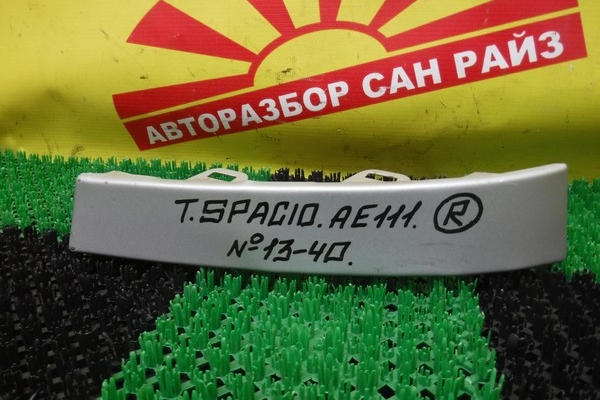 АВТОРАЗБОР САН РАЙЗ
T.SPACIO.AE111. R
№13-40.